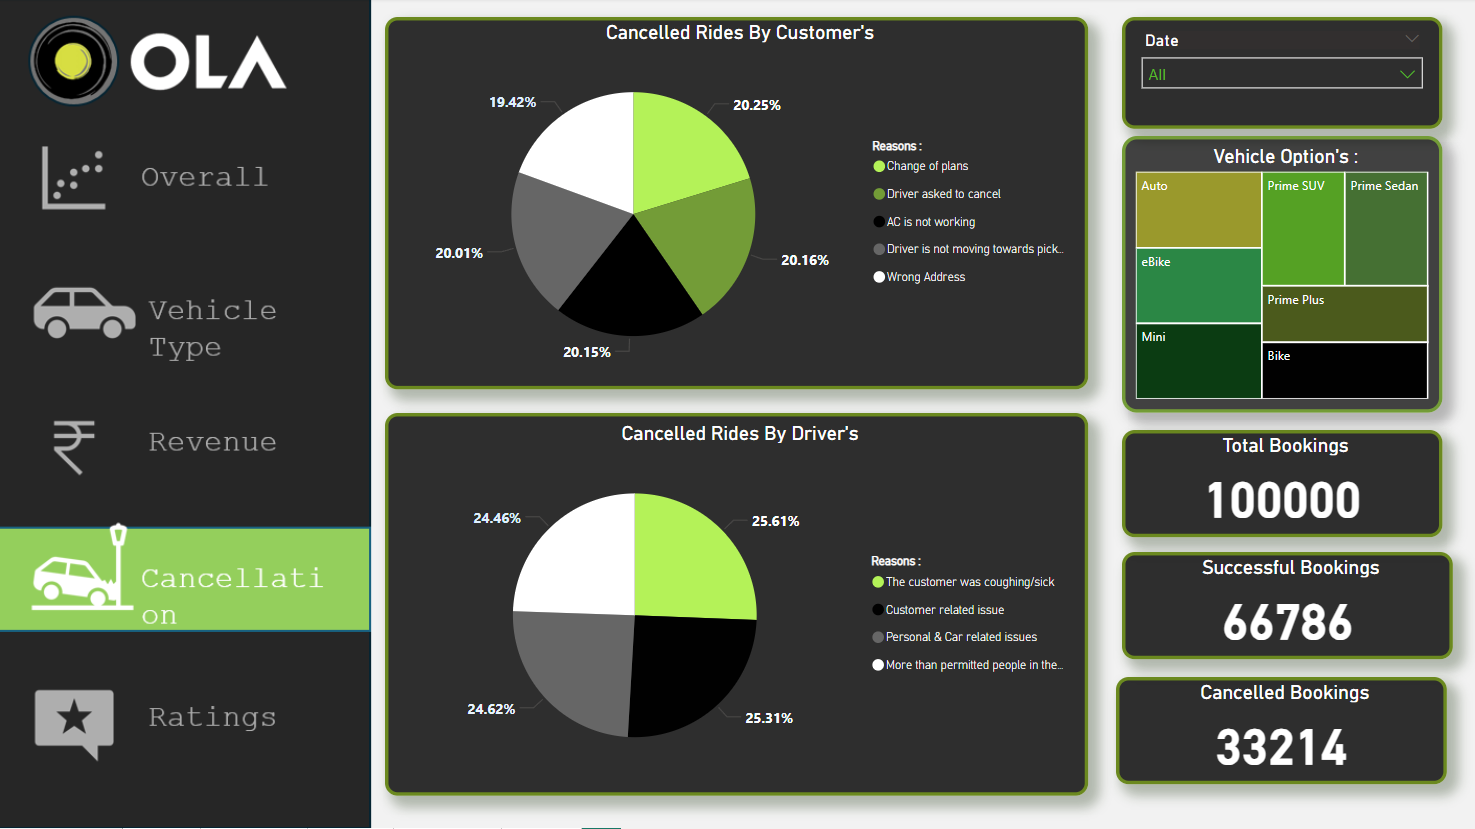 OLA
Overall
Vehicle
Type
Revenue
Cancellati
on
Ratings
Cancelled Rides By Customer's
19.42%
20.25%
20.01%
20.16%
20.15%
Reasons :
Change of plans
Driver asked to cancel
AC is not working
Driver is not moving towards pick...
Wrong Address
Cancelled Rides By Driver's
24.46%
25.61%
24.62%
25.31%
Reasons :
The customer was coughing/sick
Customer related issue
Personal & Car related issues
More than permitted people in the...
Date
All
Vehicle Option's :
Auto
Prime SUV
Prime Sedan
eBike
Prime Plus
Mini
Bike
Total Bookings
100000
Successful Bookings
66786
Cancelled Bookings
33214